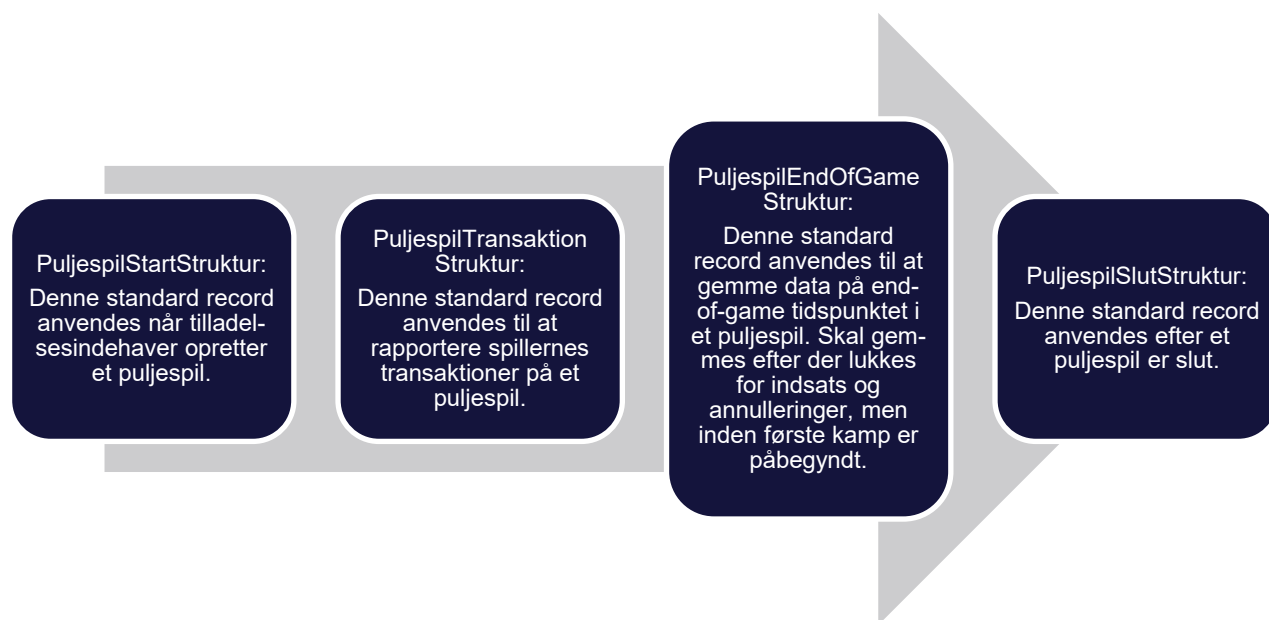 PuljespilStartStruktur:
Denne standard record
anvendes når tilladel-
sesindehaver opretter
et puljespil.
PuljespilTransaktion
Struktur:
Denne standard record
anvendes til at
rapportere spillernes
transaktioner på et
puljespil.
PuljespilEndOfGame
Struktur:
Denne standard
record anvendes til at
gemme data på end-
of-game tidspunktet i
et puljespil. Skal gem-
mes efter der lukkes
for indsats og
annulleringer, men
inden første kamp er
påbegyndt.
PuljespilSlutStruktur:
Denne standard record
anvendes efter et
puljespil er slut.